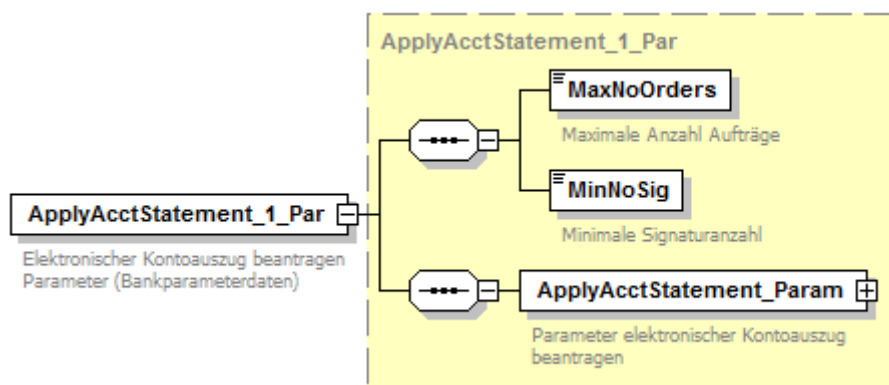 ApplyAcctStatement_1_Par
MaxNoOrders
Maximale Anzahl Aufträge
MinNoSig
Minimale Signaturanzahl
ApplyAcctStatement_1_Par
Elektronischer Kontoauszug beantragen
Parameter (Bankparameterdaten)
ApplyAcctStatement_Param
Parameter elektronischer Kontoauszug
beantragen